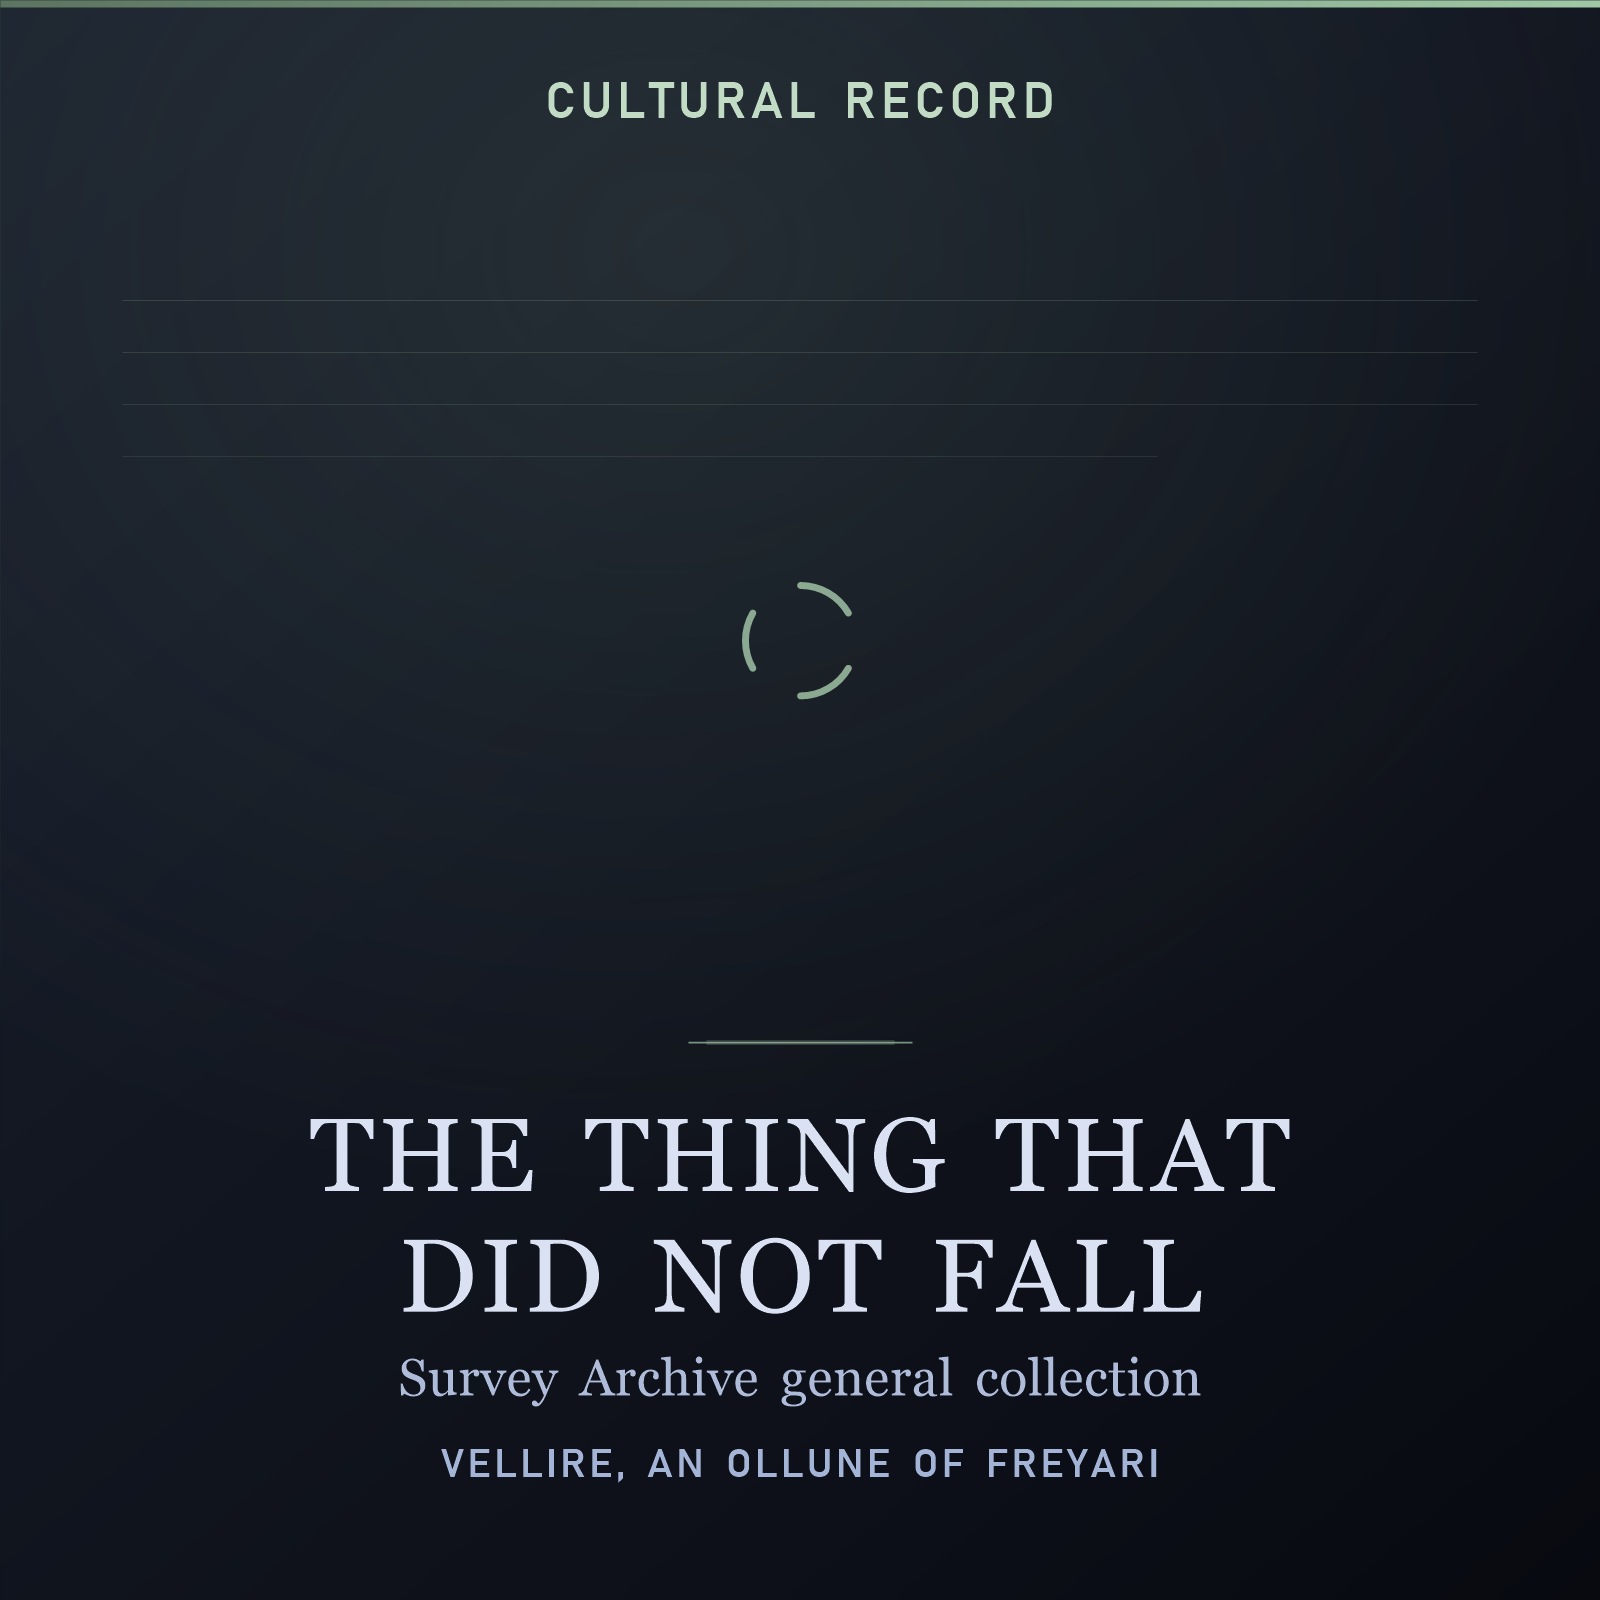 CULTURAL RECORD
THE THING THAT
DID NOT FALL
Survey Archive general collection
VELLIRE, AN OLLUNE OF FREYARI